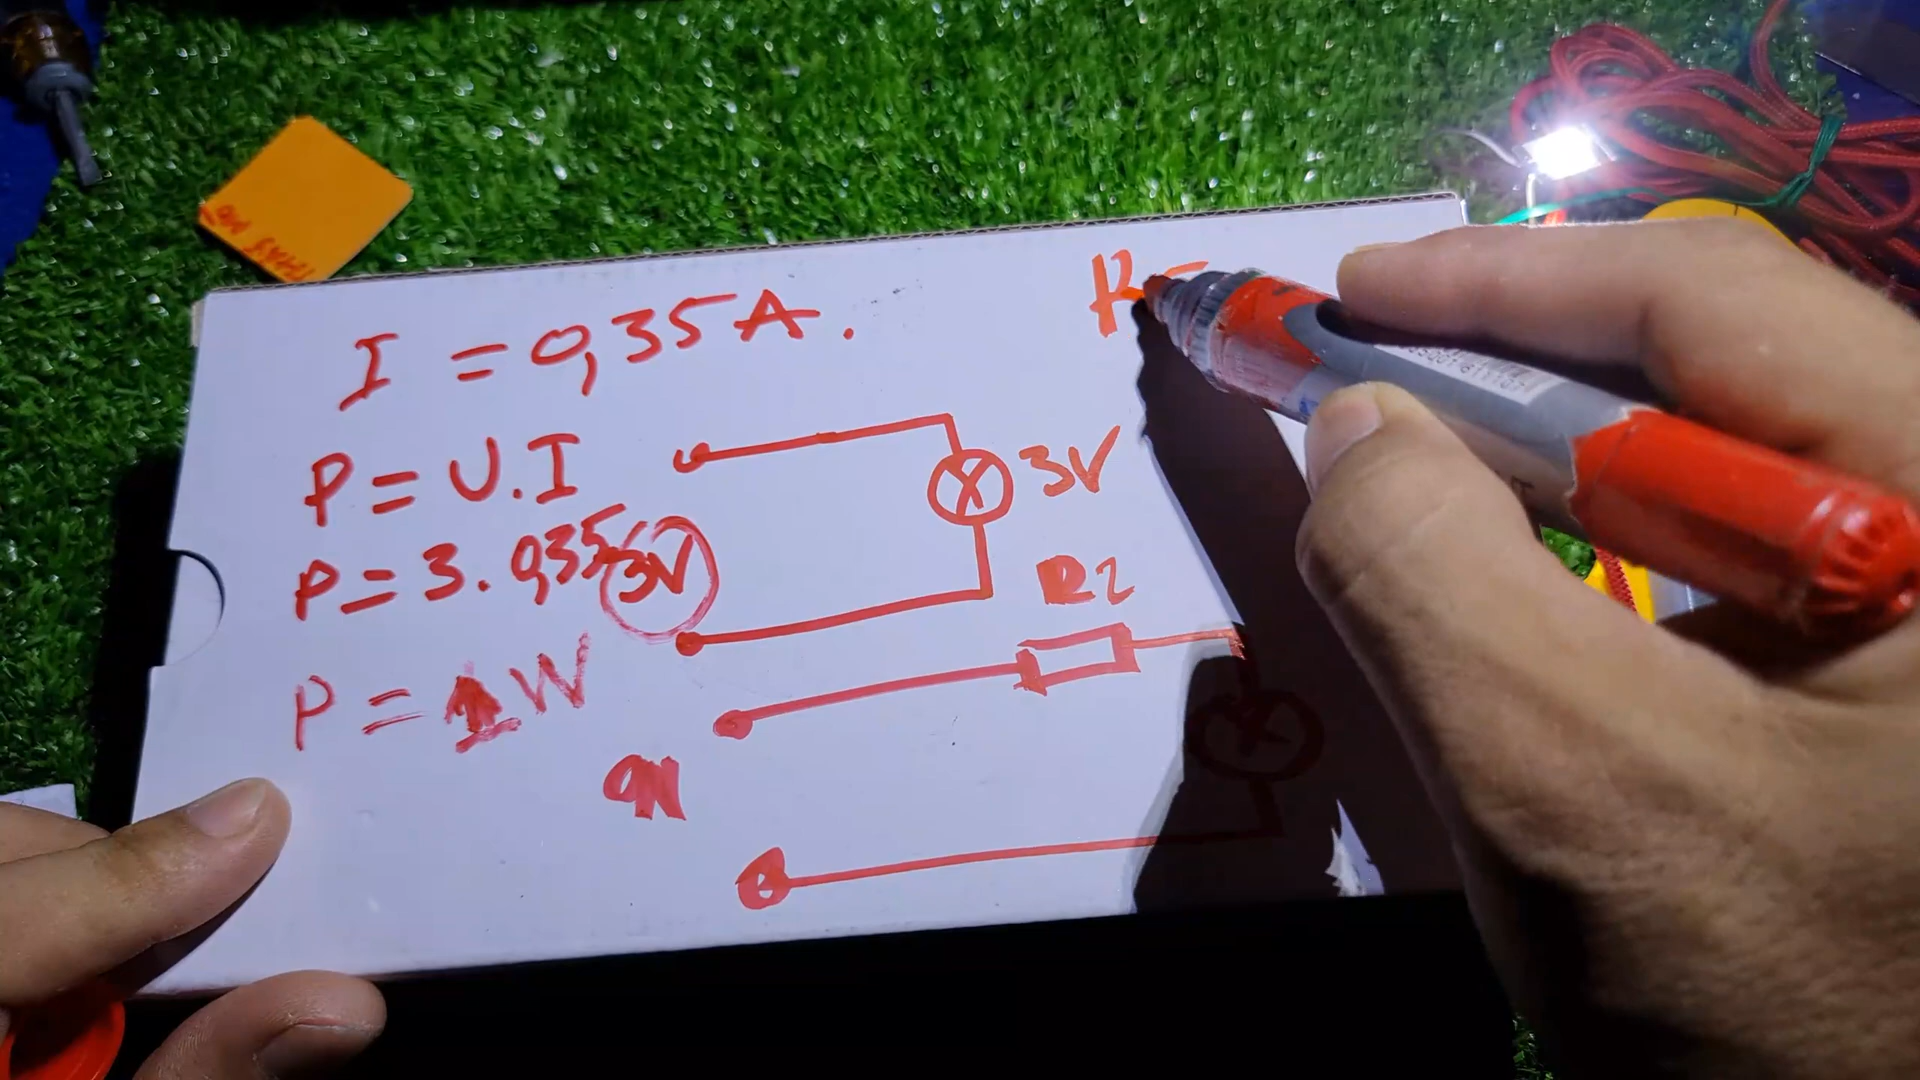 I = 0,35A.
P = U.I
P = 3.0,35
P = 1W
3V
3V
R2
9V
R =